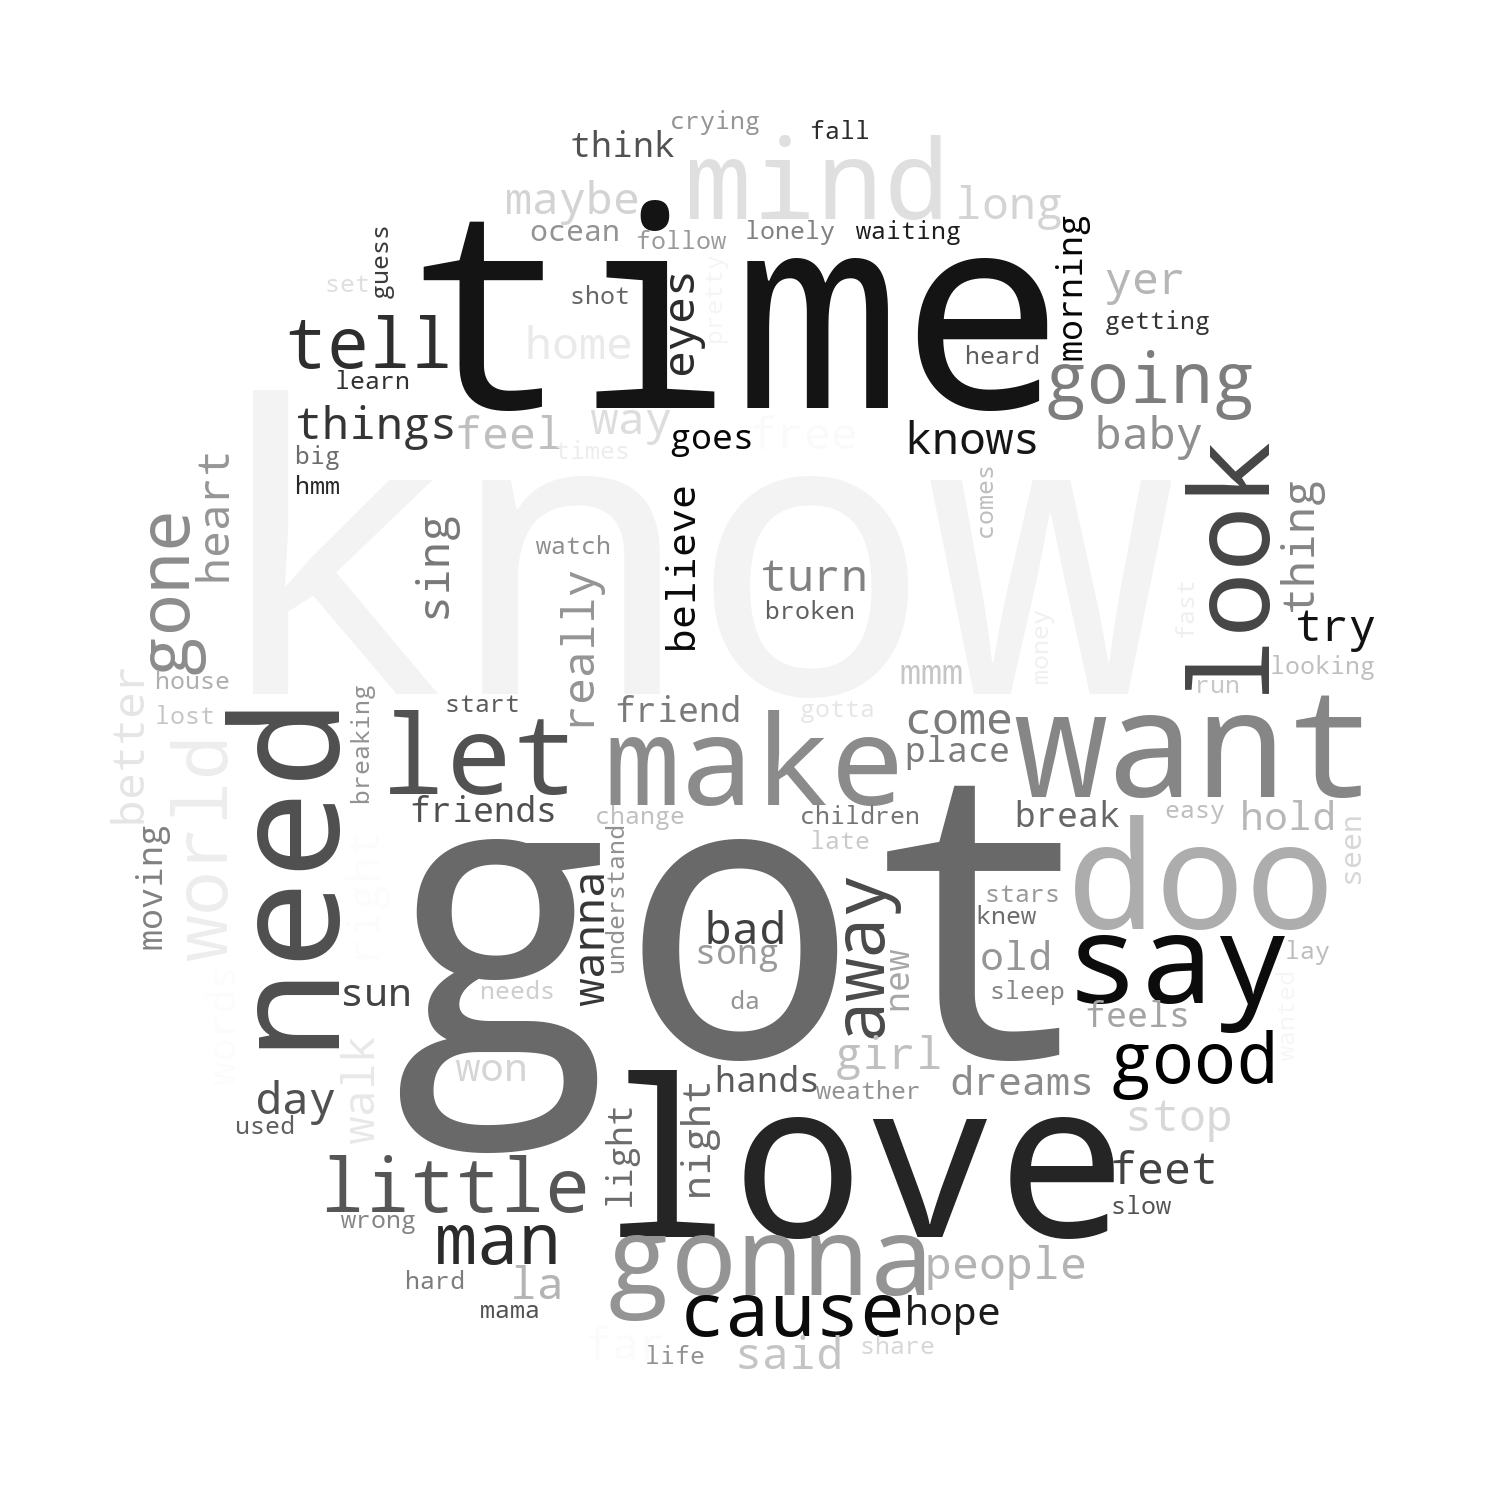 crying
fall
think
mind
maybe
long
time
ocean
follow
lonely
waiting
morning
guess
eyes
pretty
yer
set
shot
getting
tell
home
heard
going
learn
things
feel
way
times
goes
free
knows
baby
big
hmm
know
heart
gone
sing
watch
really
believe
turn
broken
comes
look
thing
fast
try
money
house
lost
better
world
mmm
run
looking
start
friend
gotta
come
place
want
breaking
let
make
need
friends
change
children
late
break
easy
hold
seen
moving
right
got
understand
wanna
bad
song
da
away
new
stars
knew
old
sleep
doo
say
lay
wanted
feels
words
sun
needs
won
girl
good
hands
weather
dreams
day
used
walk
stop
light
night
love
little
feet
slow
wrong
man
gonna
people
hard
la
mama
cause
hope
far
life
said
share